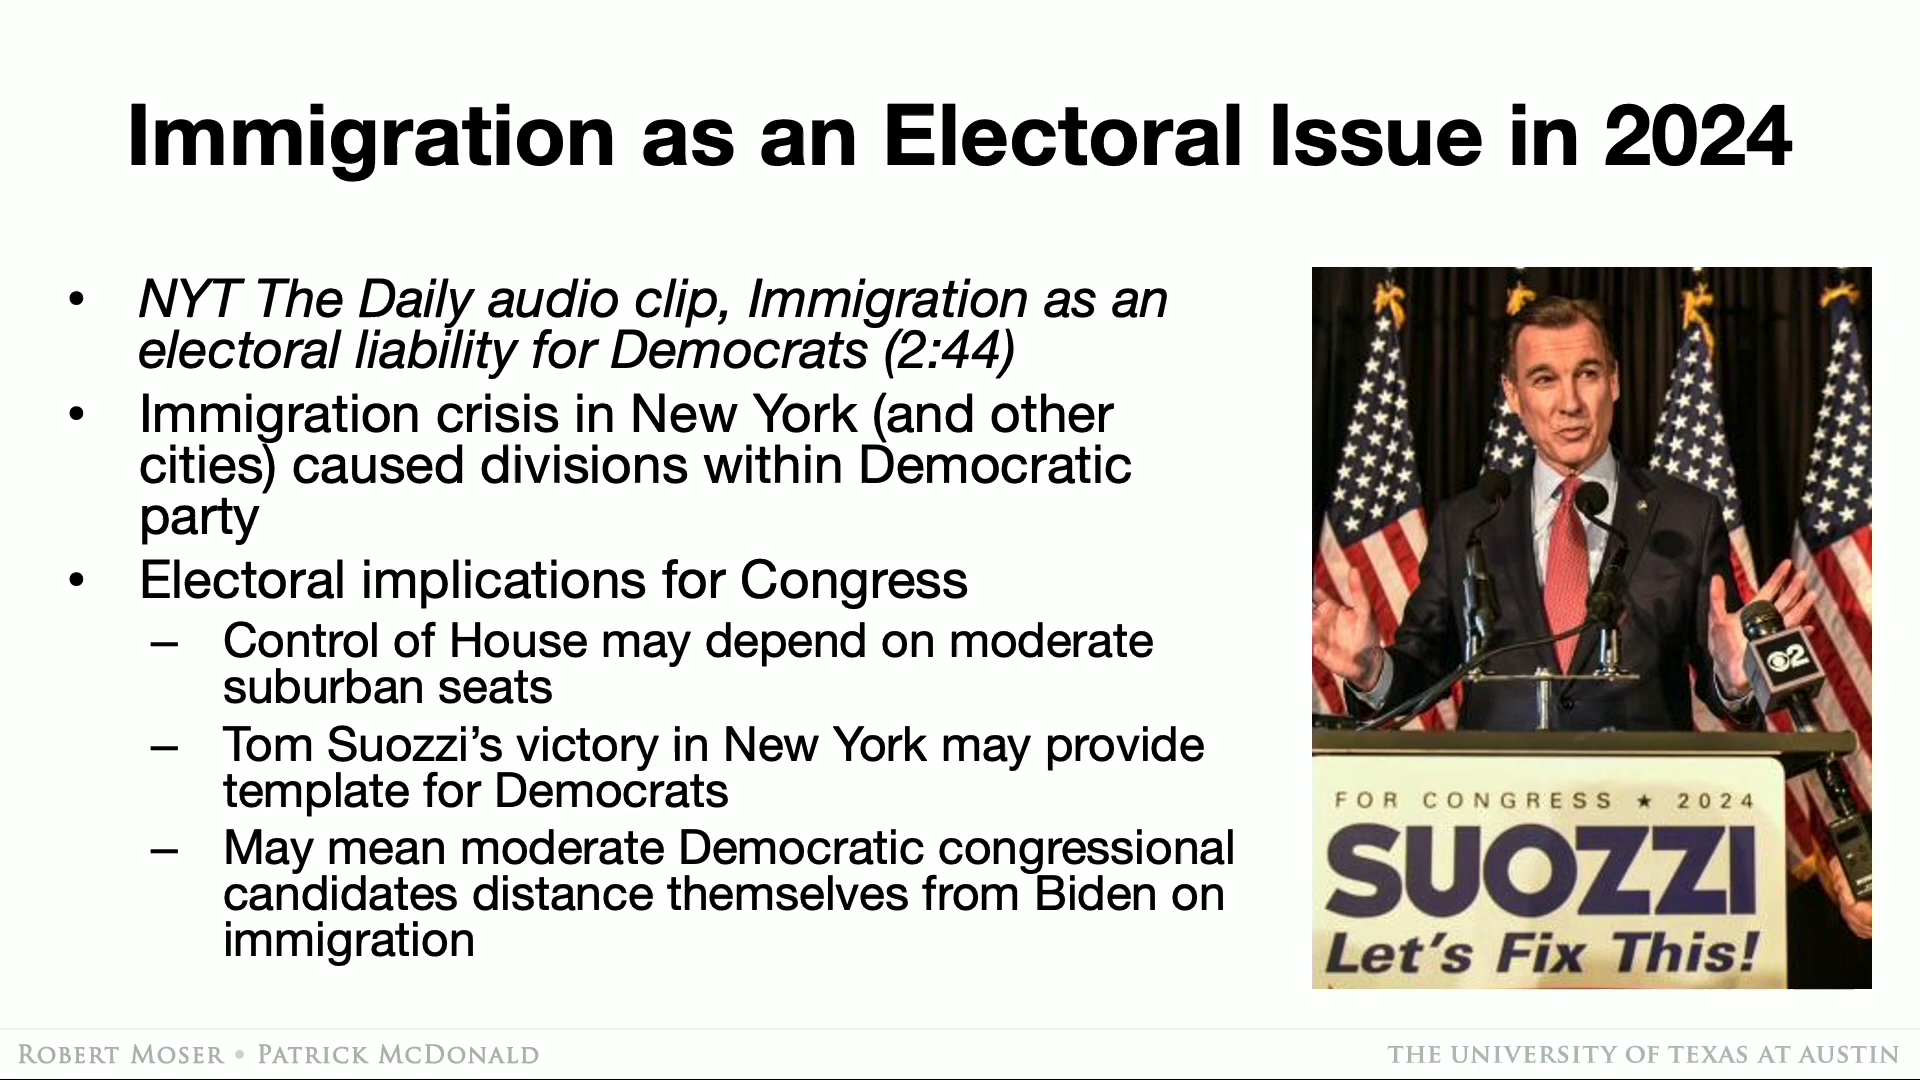 Immigration as an Electoral Issue in 2024
• NYT The Daily audio clip, Immigration as an
electoral liability for Democrats (2:44)
• Immigration crisis in New York (and other
cities) caused divisions within Democratic
party
• Electoral implications for Congress
– Control of House may depend on moderate
suburban seats
– Tom Suozzi’s victory in New York may provide
template for Democrats
– May mean moderate Democratic congressional
candidates distance themselves from Biden on
immigration
2
FOR CONGRESS ★ 2024
SUOZZI
Let's Fix This!
ROBERT MOSER • PATRICK MCDONALD
THE UNIVERSITY OF TEXAS AT AUSTIN